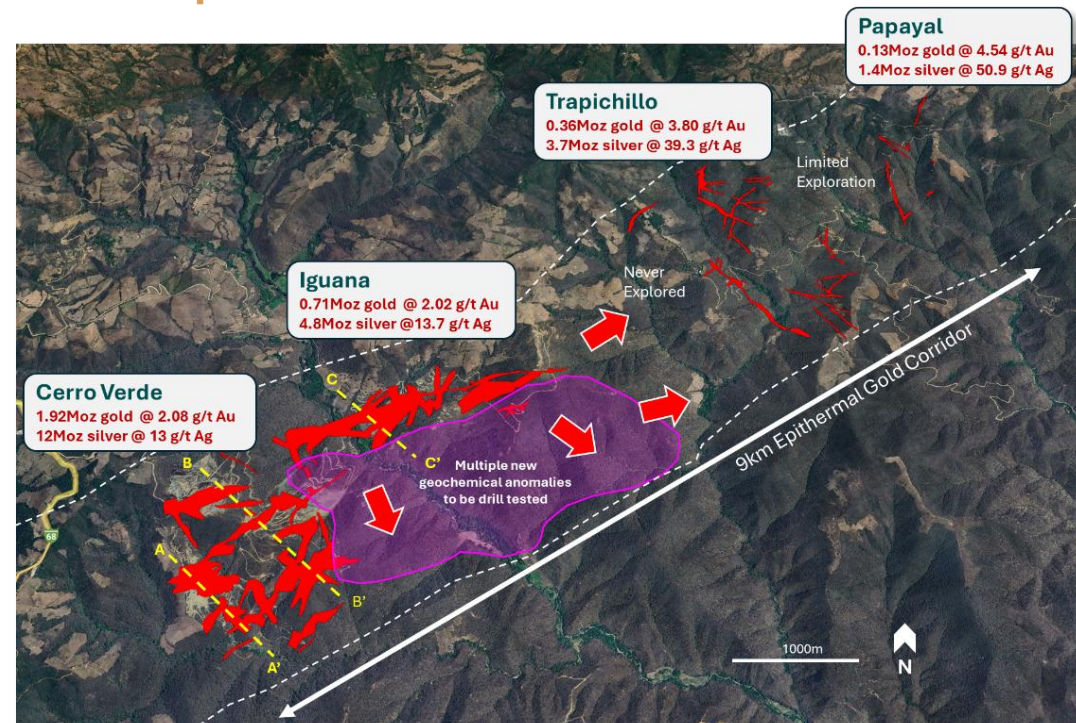 Papayal
0.13Moz gold @ 4.54 g/t Au
1.4Moz silver @ 50.9 g/t Ag
Trapichillo
0.36Moz gold @ 3.80 g/t Au
3.7Moz silver @ 39.3 g/t Ag
Limited
Exploration
Iguana
0.71Moz gold @ 2.02 g/t Au
4.8Moz silver @13.7 g/t Ag
Never
Explored
Cerro Verde
1.92Moz gold @ 2.08 g/t Au
12Moz silver @ 13 g/t Ag
C
C'
B
B'
A
A'
Multiple new
geochemical anomalies
to be drill tested
9km Epithermal Gold Corridor
68
1000m
N